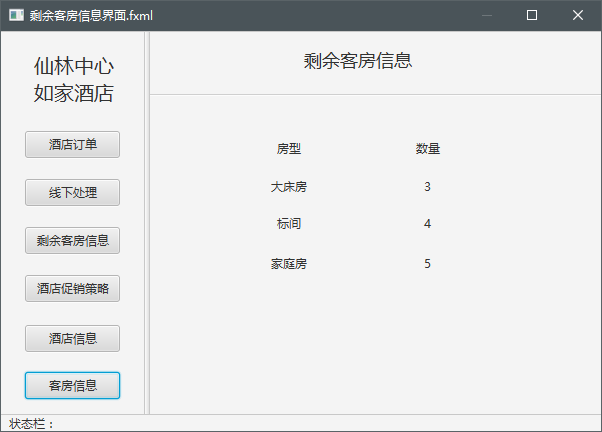 剩余客房信息界面.fxml
仙林中心
如家酒店
酒店订单
线下处理
剩余客房信息
酒店促销策略
酒店信息
客房信息
剩余客房信息
房型 数量
大床房 3
标间 4
家庭房 5
状态栏：